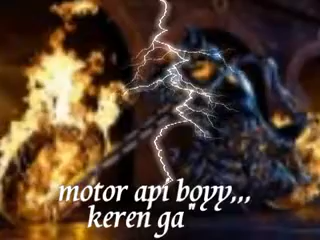 motor api boyy,,,
keren ga"